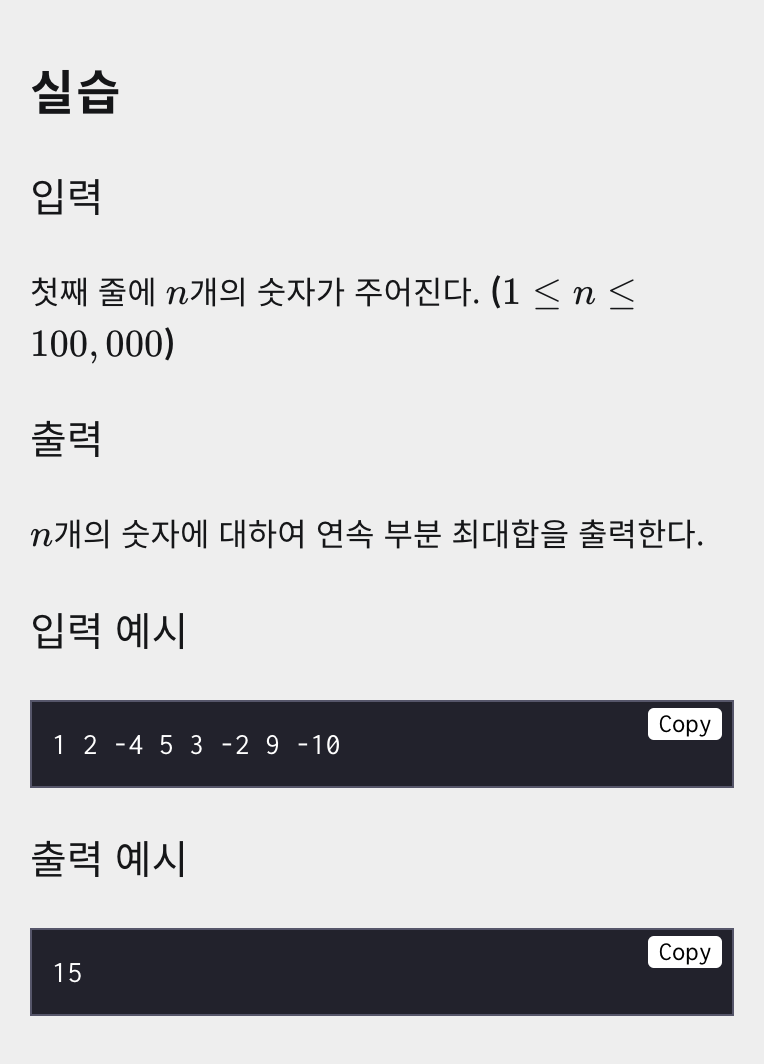 실습
입력
첫째 줄에 n개의 숫자가 주어진다. (1 ≤ n ≤
100,000)
출력
n개의 숫자에 대하여 연속 부분 최대합을 출력한다.
입력 예시
Copy
1 2 -4 5 3 -2 9 -10
출력 예시
Copy
15